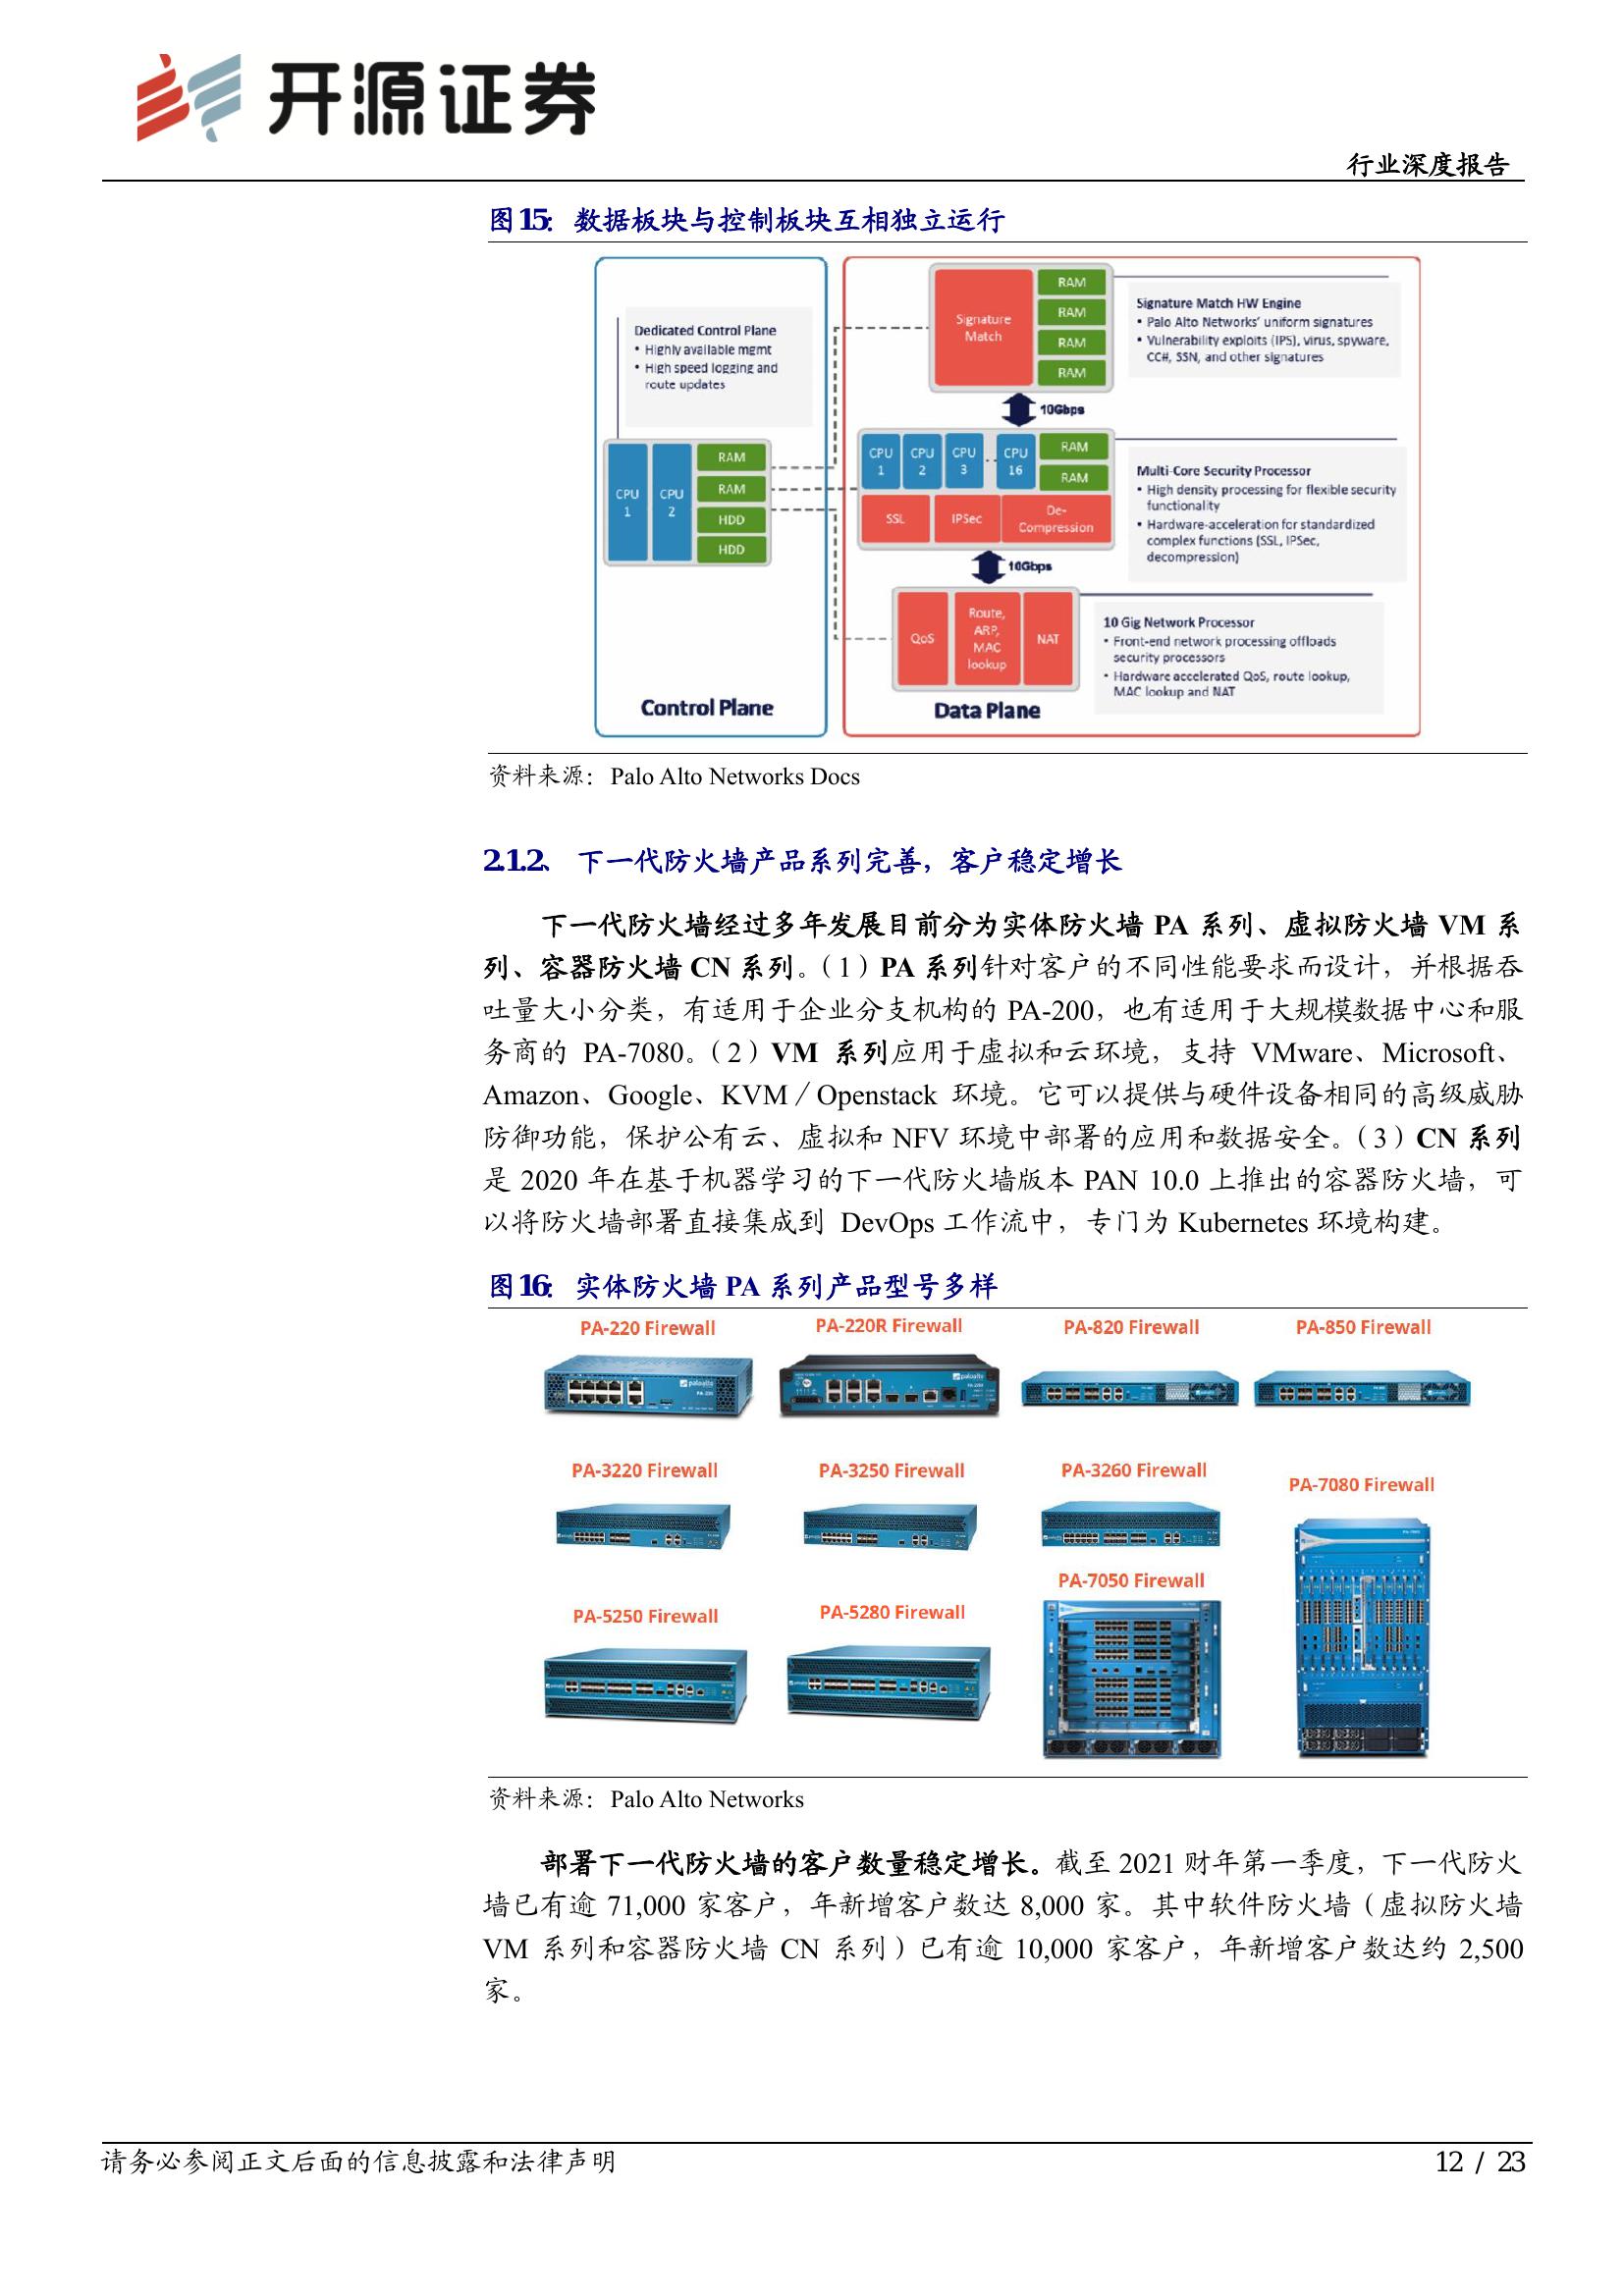 开源证券
行业深度报告
图15： 数据板块与控制板块互相独立运行
Dedicated Control Plane
• Highly available mgmt
• High speed logging and
route updates
CPU
1
CPU
2
RAM
RAM
HDD
HDD
Control Plane
Signature
Match
RAM
RAM
RAM
RAM
Signature Match HW Engine
• Palo Alto Networks' uniform signatures
• Vulnerability exploits (IPS), virus, spyware,
CC#, SSN, and other signatures
10Gbps
CPU
1
CPU
2
CPU
3
..
CPU
16
RAM
RAM
SSL
IPSec
De-
Compression
Multi-Core Security Processor
• High density processing for flexible security
functionality
• Hardware-acceleration for standardized
complex functions (SSL, IPSec,
decompression)
10Gbps
QoS
Route,
ARP,
MAC
lookup
NAT
10 Gig Network Processor
• Front-end network processing offloads
security processors
• Hardware accelerated QoS, route lookup,
MAC lookup and NAT
Data Plane
资料来源：Palo Alto Networks Docs
2.1.2、 下一代防火墙产品系列完善，客户稳定增长
下一代防火墙经过多年发展目前分为实体防火墙 PA 系列、虚拟防火墙 VM 系
列、容器防火墙 CN 系列。（1）PA 系列针对客户的不同性能要求而设计，并根据吞
吐量大小分类，有适用于企业分支机构的 PA-200，也有适用于大规模数据中心和服
务商的 PA-7080。（2）VM 系列应用于虚拟和云环境，支持 VMware、Microsoft、
Amazon、Google、KVM／Openstack 环境。它可以提供与硬件设备相同的高级威胁
防御功能，保护公有云、虚拟和 NFV 环境中部署的应用和数据安全。（3）CN 系列
是 2020 年在基于机器学习的下一代防火墙版本 PAN 10.0 上推出的容器防火墙，可
以将防火墙部署直接集成到 DevOps 工作流中，专门为 Kubernetes 环境构建。
图16： 实体防火墙 PA 系列产品型号多样
PA-220 Firewall
PA-220R Firewall
PA-820 Firewall
PA-850 Firewall
PA-3220 Firewall
PA-3250 Firewall
PA-3260 Firewall
PA-7080 Firewall
PA-5250 Firewall
PA-5280 Firewall
PA-7050 Firewall
资料来源：Palo Alto Networks
部署下一代防火墙的客户数量稳定增长。截至 2021 财年第一季度，下一代防火
墙已有逾 71,000 家客户，年新增客户数达 8,000 家。其中软件防火墙（虚拟防火墙
VM 系列和容器防火墙 CN 系列）已有逾 10,000 家客户，年新增客户数达约 2,500
家。
请务必参阅正文后面的信息披露和法律声明
12 / 23